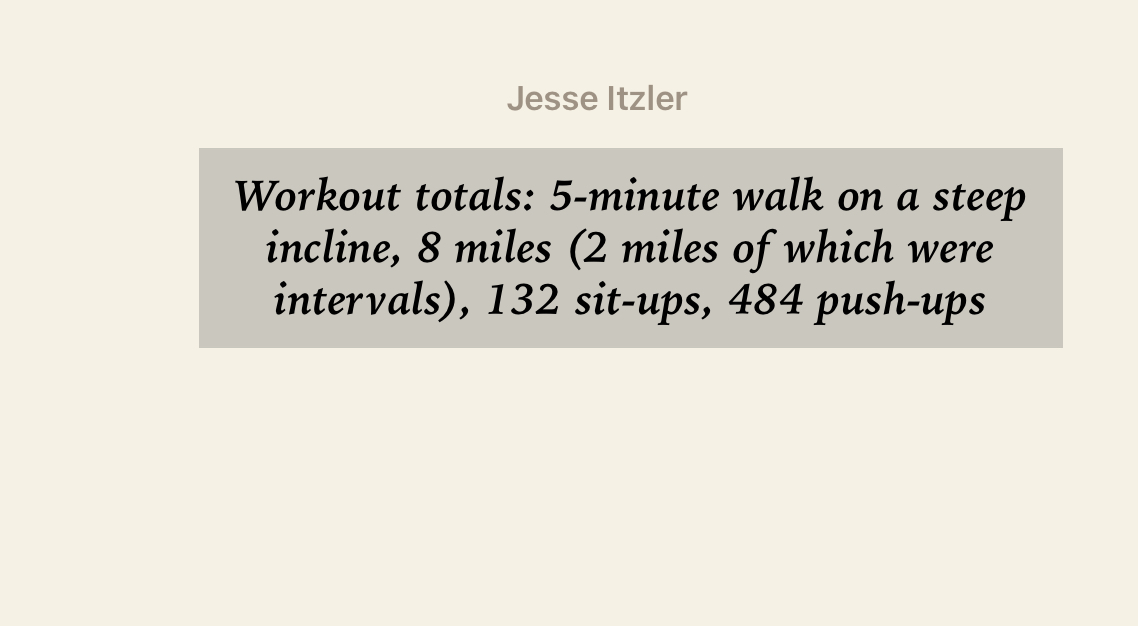 Jesse Itzler
Workout totals: 5-minute walk on a steep
incline, 8 miles (2 miles of which were
intervals), 132 sit-ups, 484 push-ups